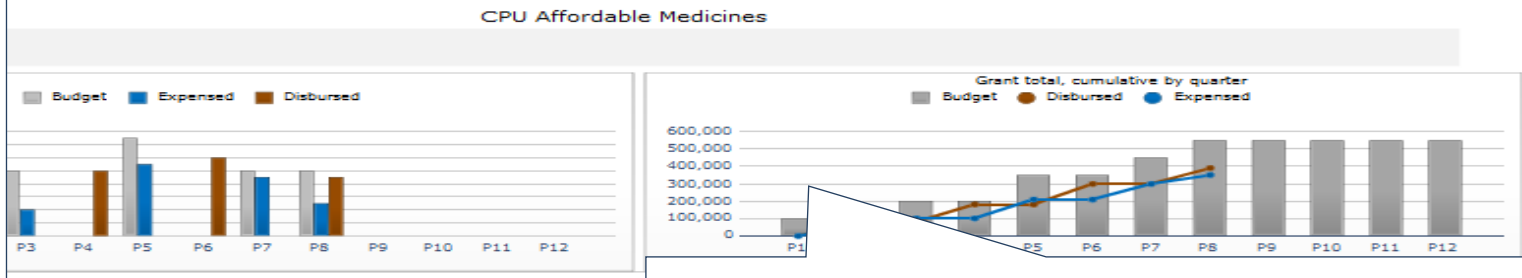 CPU Affordable Medicines
Budget Expensed Disbursed
P3 P4 P5 P6 P7 P8 P9 P10 P11 P12
Grant total, cumulative by quarter
Budget Disbursed Expensed
600,000
500,000
400,000
300,000
200,000
100,000
0
P1 P5 P6 P7 P8 P9 P10 P11 P12